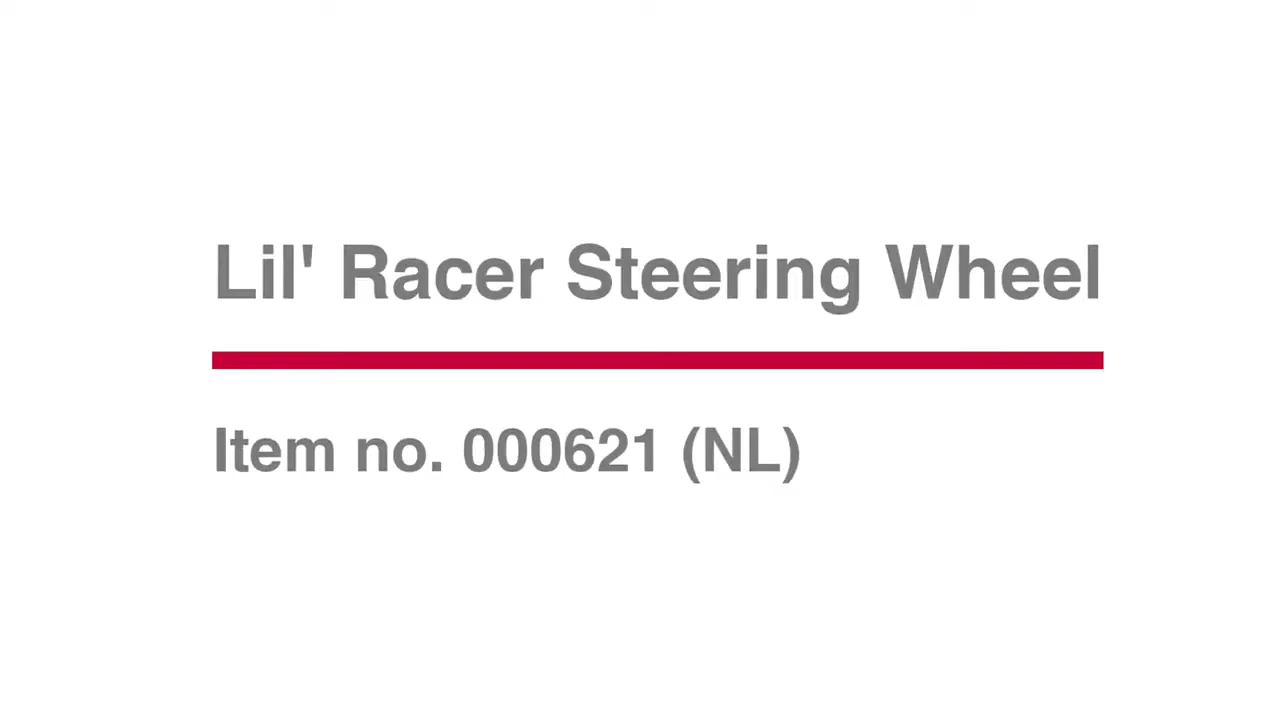 Lil' Racer Steering Wheel
Item no. 000621 (NL)